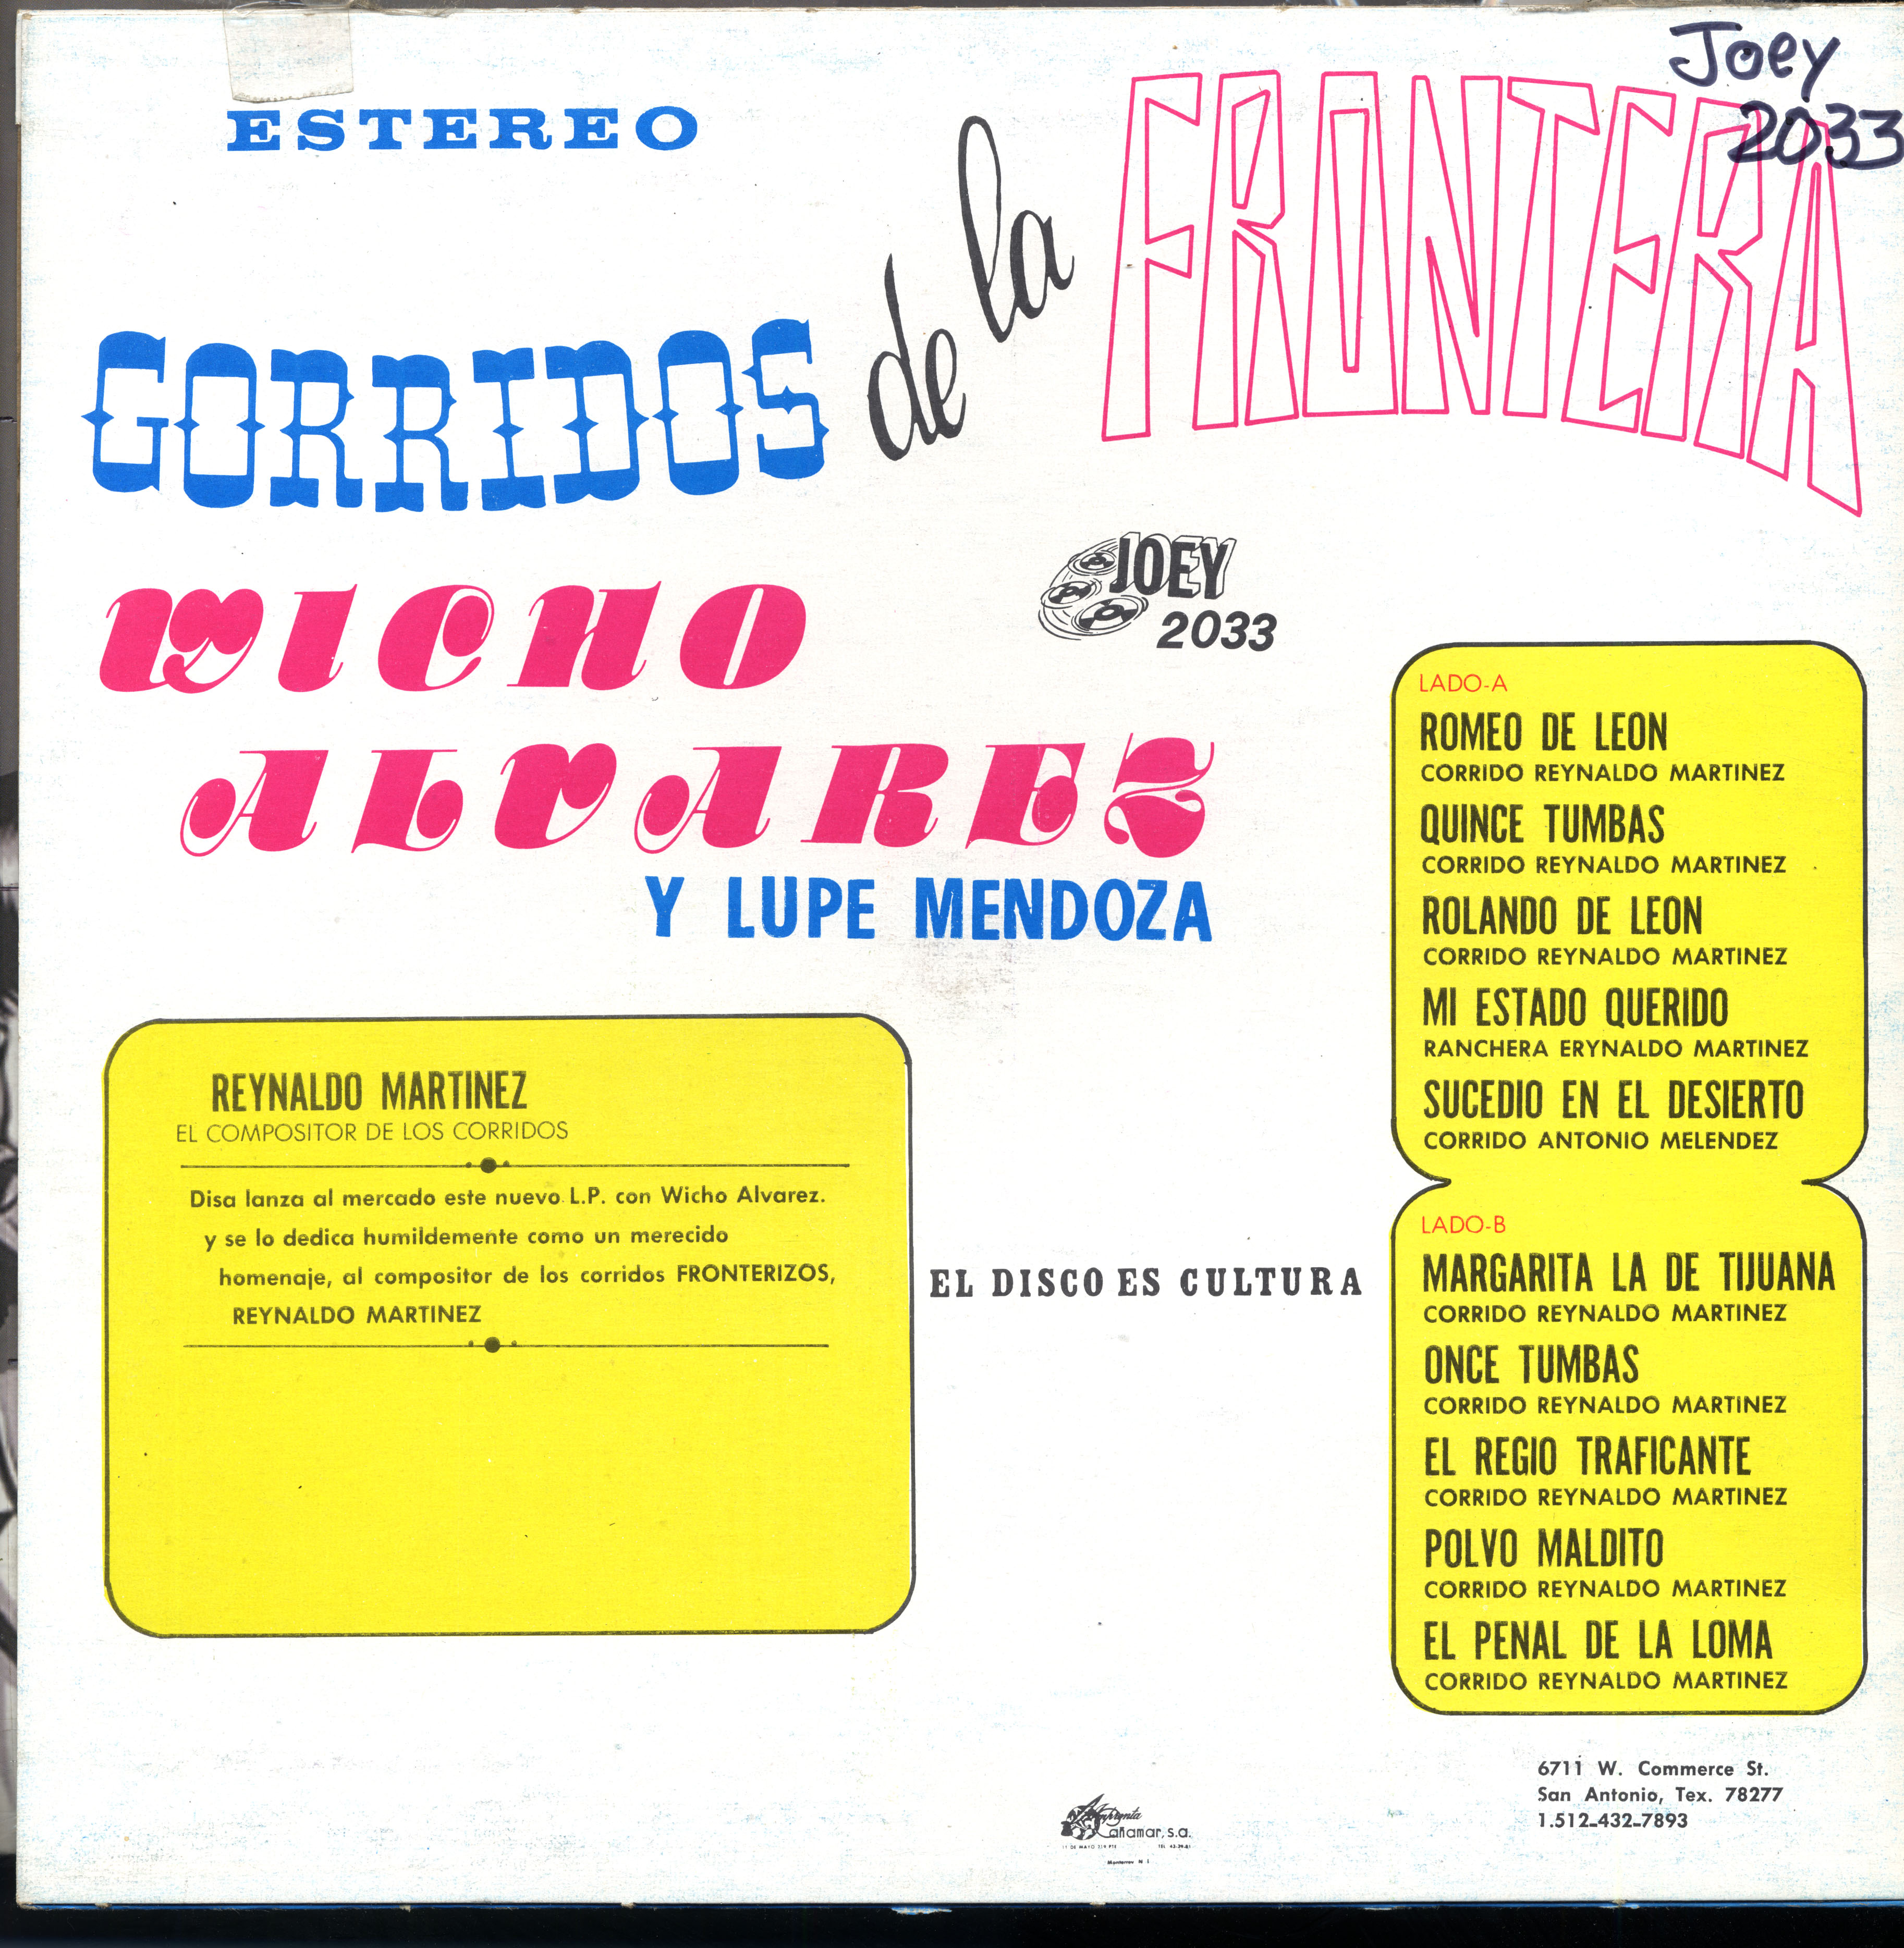 Joey
2033
ESTEREO
CORRIDOS de la FRONTERA
WICHO
ALVAREZ
Y LUPE MENDOZA
JOEY
2033
LADO-A
ROMEO DE LEON
CORRIDO REYNALDO MARTINEZ
QUINCE TUMBAS
CORRIDO REYNALDO MARTINEZ
ROLANDO DE LEON
CORRIDO REYNALDO MARTINEZ
MI ESTADO QUERIDO
RANCHERA ERYNALDO MARTINEZ
SUCEDIO EN EL DESIERTO
CORRIDO ANTONIO MELENDEZ
LADO-B
MARGARITA LA DE TIJUANA
CORRIDO REYNALDO MARTINEZ
ONCE TUMBAS
CORRIDO REYNALDO MARTINEZ
EL REGIO TRAFICANTE
CORRIDO REYNALDO MARTINEZ
POLVO MALDITO
CORRIDO REYNALDO MARTINEZ
EL PENAL DE LA LOMA
CORRIDO REYNALDO MARTINEZ
REYNALDO MARTINEZ
EL COMPOSITOR DE LOS CORRIDOS
Disa lanza al mercado este nuevo L.P. con Wicho Alvarez.
y se lo dedica humildemente como un merecido
homenaje, al compositor de los corridos FRONTERIZOS,
REYNALDO MARTINEZ
EL DISCO ES CULTURA
6711 W. Commerce St.
San Antonio, Tex. 78277
1.512-432-7893
Imprenta
Cañamar, s.a.
Monterrey N L